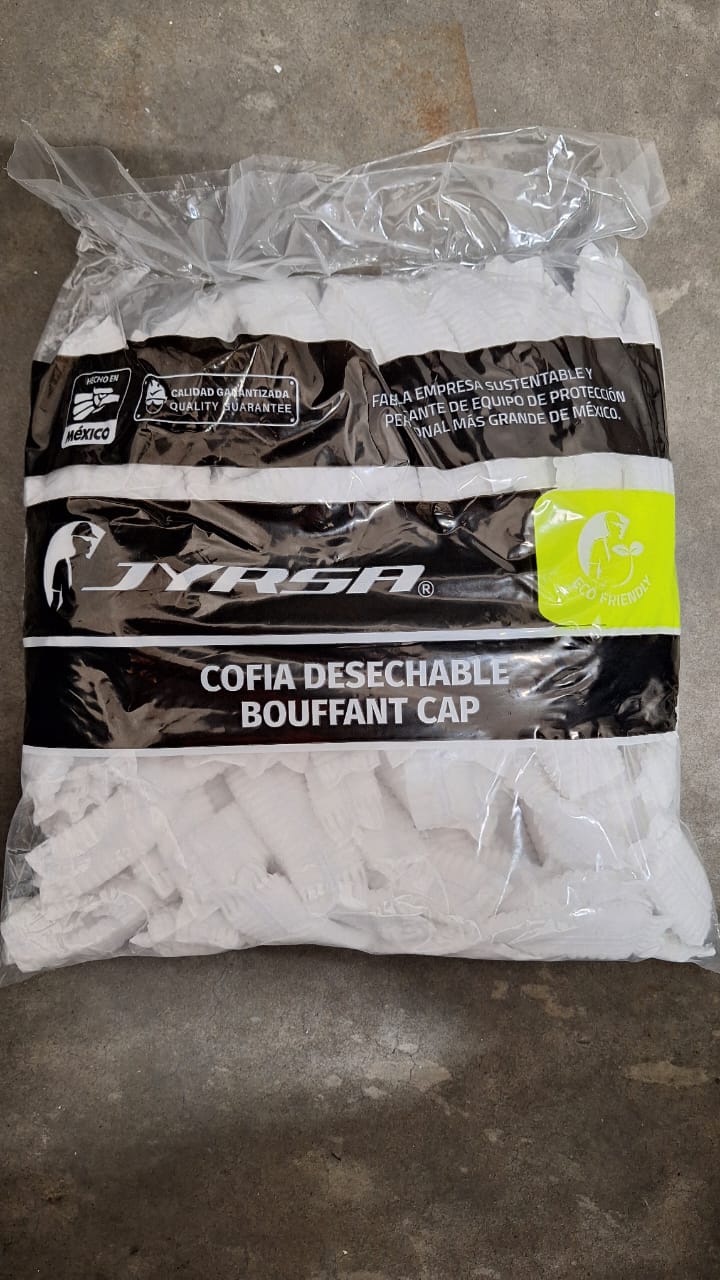 HECHO EN
MÉXICO
CALIDAD GARANTIZADA
QUALITY GUARANTEE
EMPRESA SUSTENTABLE Y
DE EQUIPO DE PROTECCIÓN
MÁS GRANDE DE MÉXICO.
JYRSA®
ECO FRIENDLY
COFIA DESECHABLE
BOUFFANT CAP